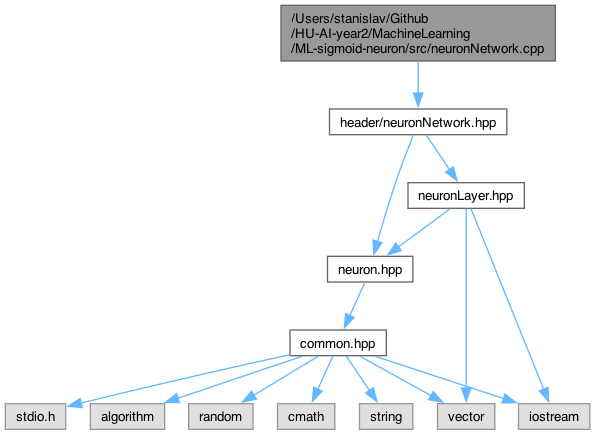 /Users/stanislav/Github
/HU-AI-year2/MachineLearning
/ML-sigmoid-neuron/src/neuronNetwork.cpp
header/neuronNetwork.hpp
neuronLayer.hpp
neuron.hpp
common.hpp
stdio.h
algorithm
random
cmath
string
vector
iostream